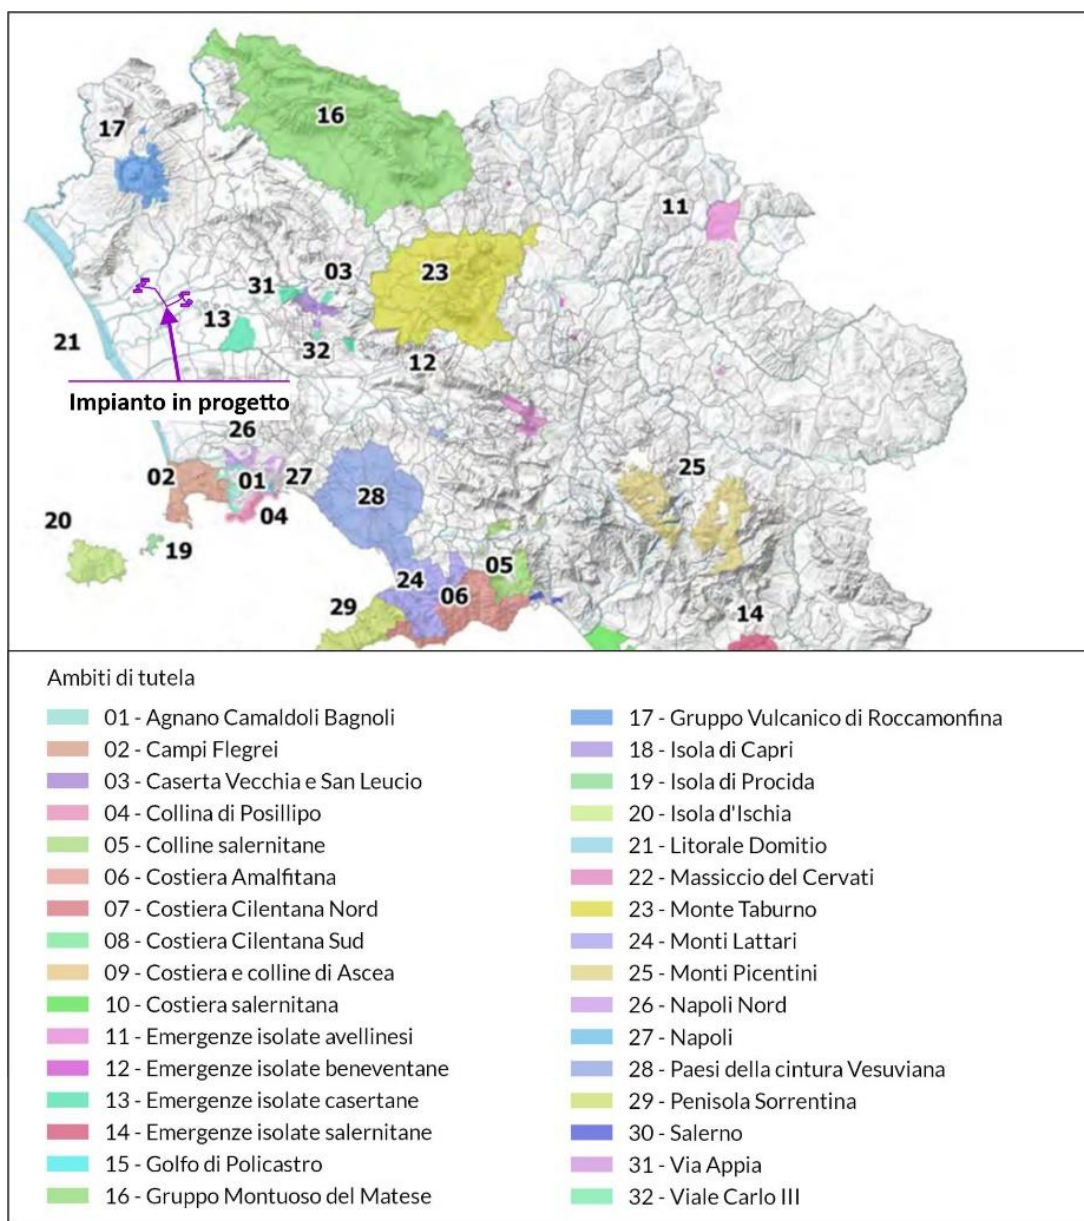 16
17
11
03
31
23
13
21
32
12
Impianto in progetto
26
02
01
27
25
28
04
20
19
05
24
06
29
14
Ambiti di tutela
01 - Agnano Camaldoli Bagnoli
02 - Campi Flegrei
03 - Caserta Vecchia e San Leucio
04 - Collina di Posillipo
05 - Colline salernitane
06 - Costiera Amalfitana
07 - Costiera Cilentana Nord
08 - Costiera Cilentana Sud
09 - Costiera e colline di Ascea
10 - Costiera salernitana
11 - Emergenze isolate avellinesi
12 - Emergenze isolate beneventane
13 - Emergenze isolate casertane
14 - Emergenze isolate salernitane
15 - Golfo di Policastro
16 - Gruppo Montuoso del Matese
17 - Gruppo Vulcanico di Roccamonfina
18 - Isola di Capri
19 - Isola di Procida
20 - Isola d'Ischia
21 - Litorale Domitio
22 - Massiccio del Cervati
23 - Monte Taburno
24 - Monti Lattari
25 - Monti Picentini
26 - Napoli Nord
27 - Napoli
28 - Paesi della cintura Vesuviana
29 - Penisola Sorrentina
30 - Salerno
31 - Via Appia
32 - Viale Carlo III